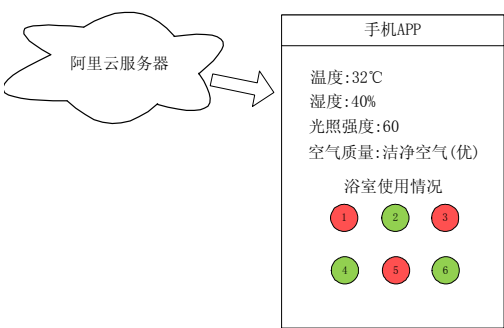 阿里云服务器
手机APP
温度:32℃
湿度:40%
光照强度:60
空气质量:洁净空气(优)
浴室使用情况
1 2 3
4 5 6